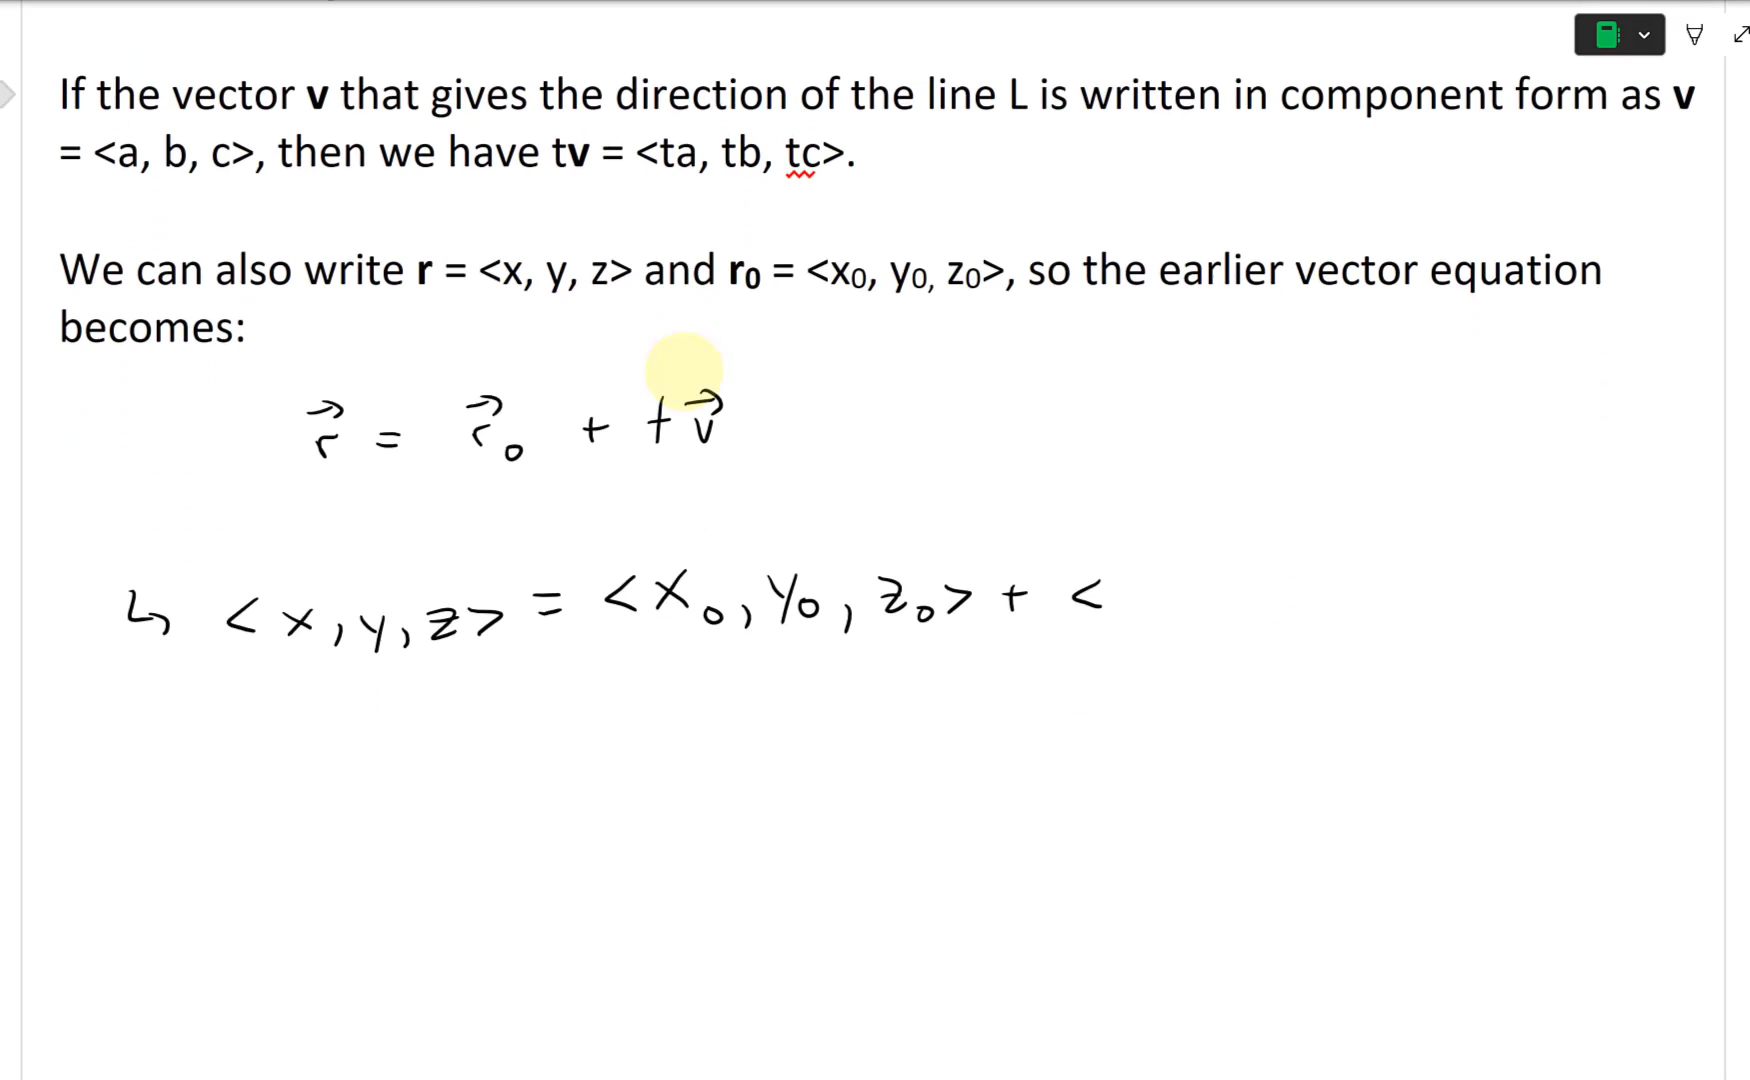 If the vector v that gives the direction of the line L is written in component form as v
= <a, b, c>, then we have tv = <ta, tb, tc>.
We can also write r = <x, y, z> and r₀ = <x₀, y₀, z₀>, so the earlier vector equation
becomes:
r⃗ = r⃗₀ + tv⃗
↳ <x, y, z> = <x₀, y₀, z₀> + <